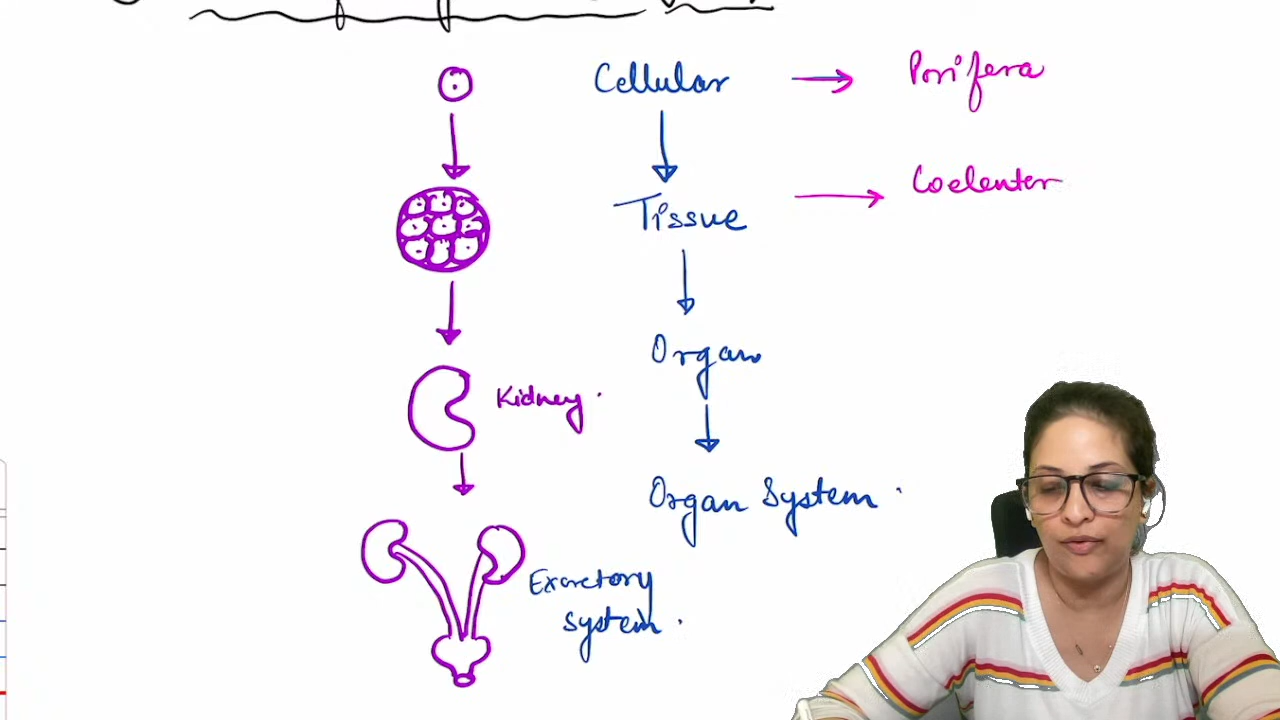 Cellular → Porifera
Tissue → Coelenter
Organ
Kidney.
Organ System.
Excretory
system.